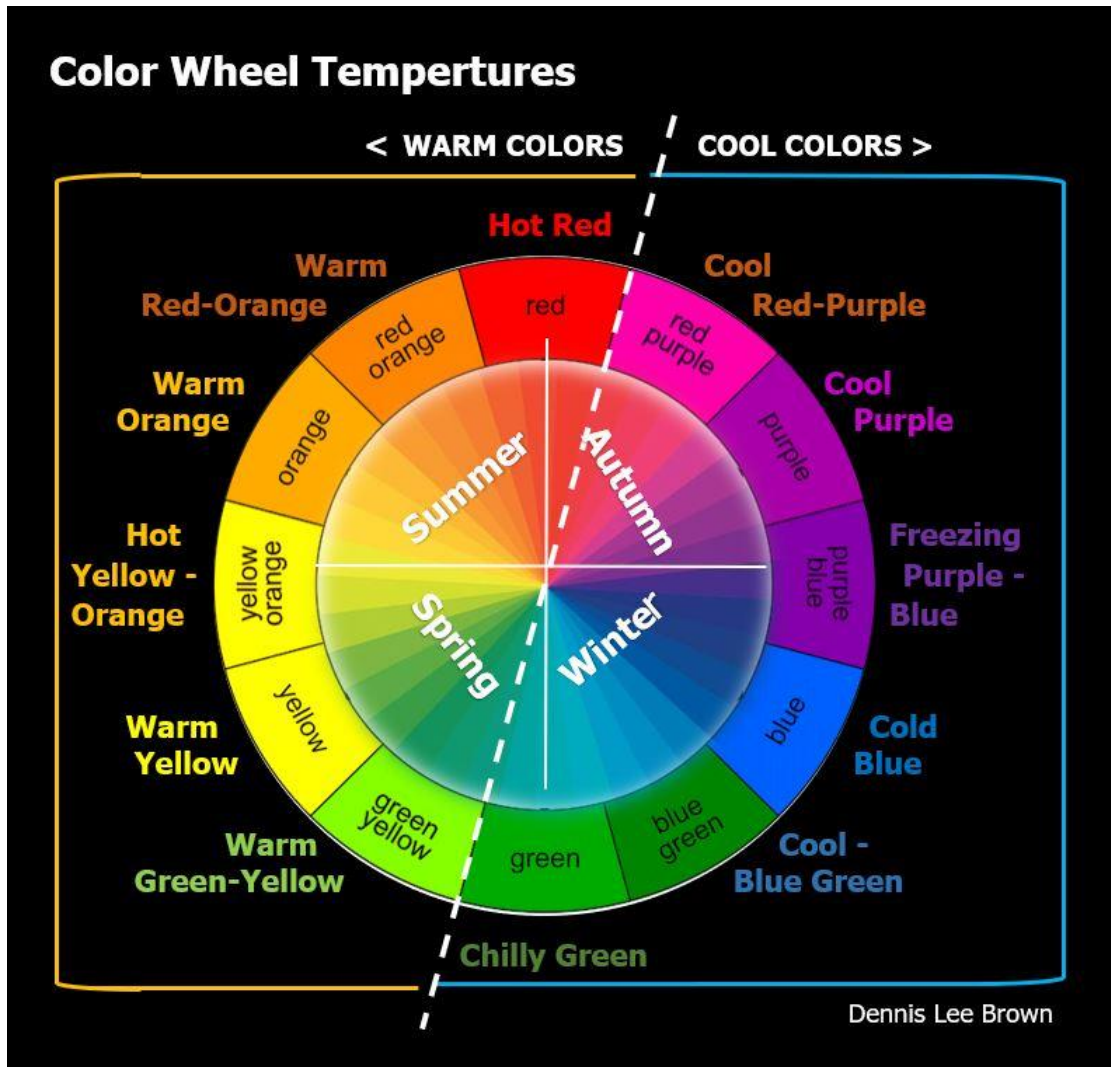 Color Wheel Tempertures
< WARM COLORS
COOL COLORS >
Hot Red
Warm
Red-Orange
Cool
Red-Purple
Warm
Orange
Cool
Purple
Hot
Yellow -
Orange
Freezing
Purple -
Blue
Warm
Yellow
Cold
Blue
Warm
Green-Yellow
Cool -
Blue Green
Chilly Green
red
red
purple
purple
purple
blue
blue
blue
green
green
green
yellow
yellow
yellow
orange
orange
red
orange
Summer
Autumn
Spring
Winter
Dennis Lee Brown